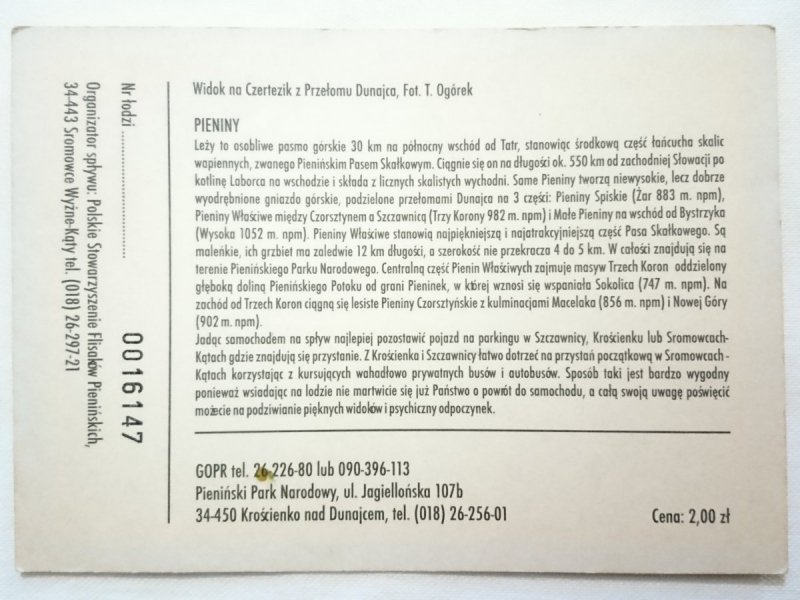 Widok na Czertezik z Przełomu Dunajca, Fot. T. Ogórek
PIENINY
Leży to osobliwe pasmo górskie 30 km na północny wschód od Tatr, stanowiąc środkową część łańcucha skalic
wapiennych, zwanego Pienińskim Pasem Skałkowym. Ciągnie się on na długości ok. 550 km od zachodniej Słowacji po
kotlinę Laborca na wschodzie i składa z licznych skalistych wychodni. Same Pieniny tworzą niewysokie, lecz dobrze
wyodrębnione gniazdo górskie, podzielone przełomami Dunajca na 3 części: Pieniny Spiskie (Żar 883 m. npm),
Pieniny Właściwe między Czorsztynem a Szczawnicą (Trzy Korony 982 m. npm) i Małe Pieniny na wschód od Bystrzyka
(Wysoka 1052 m. npm). Pieniny Właściwe stanowią najpiękniejszą i najatrakcyjniejszą część Pasa Skałkowego. Są
maleńkie, ich grzbiet ma zaledwie 12 km długości, a szerokość nie przekracza 4 do 5 km. W całości znajdują się na
terenie Pienińskiego Parku Narodowego. Centralną część Pienin Właściwych zajmuje masyw Trzech Koron oddzielony
głęboką doliną Pienińskiego Potoku od grani Pieninek, w której wznosi się wspaniała Sokolica (747 m. npm). Na
zachód od Trzech Koron ciągną się lesiste Pieniny Czorsztyńskie z kulminacjami Macelaka (856 m. npm) i Nowej Góry
(902 m. npm).
Jadąc samochodem na spływ najlepiej pozostawić pojazd na parkingu w Szczawnicy, Krościenku lub Sromowcach-
Kątach gdzie znajdują się przystanie. Z Krościenka i Szczawnicy łatwo dotrzeć na przystań początkową w Sromowcach -
Kątach korzystając z kursujących wahadłowo prywatnych busów i autobusów. Sposób taki jest bardzo wygodny
ponieważ wsiadając na łodzie nie martwicie się już Państwo o powrót do samochodu, a całą swoją uwagę poświęcić
możecie na podziwianie pięknych widoków i psychiczny odpoczynek.
GOPR tel. 26-226-80 lub 090-396-113
Pieniński Park Narodowy, ul. Jagiellońska 107b
34-450 Krościenko nad Dunajcem, tel. (018) 26-256-01
Cena: 2,00 zł
Nr łodzi ................................ 0016147
Organizator spływu: Polskie Stowarzyszenie Flisaków Pienińskich,
34-443 Sromowce Wyżne-Kąty tel. (018) 26-297-21